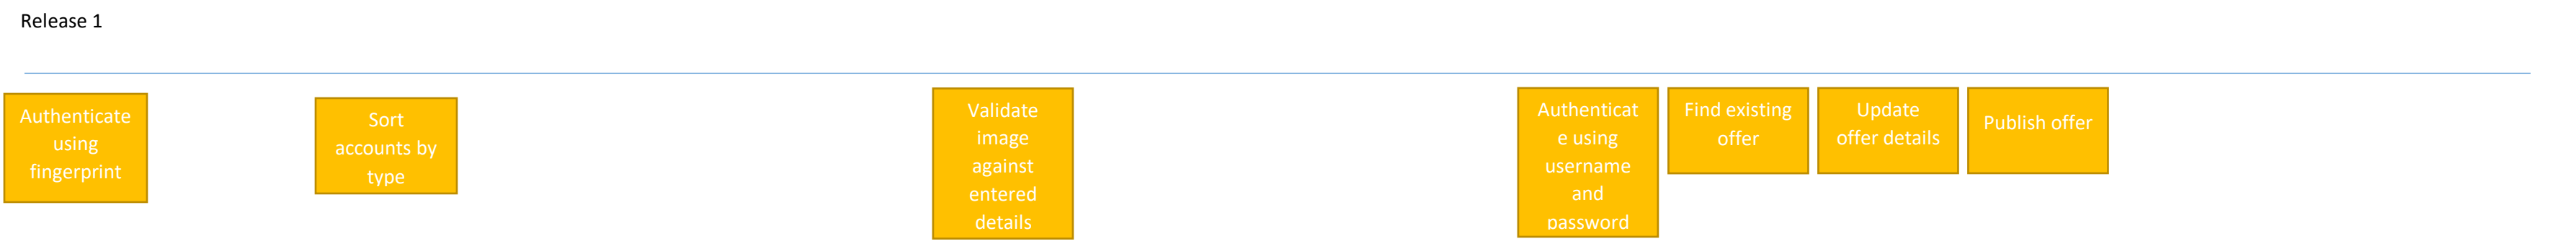 Release 1
Authenticate
using
fingerprint
Sort
accounts by
type
Validate
image
against
entered
details
Authenticat
e using
username
and
password
Find existing
offer
Update
offer details
Publish offer